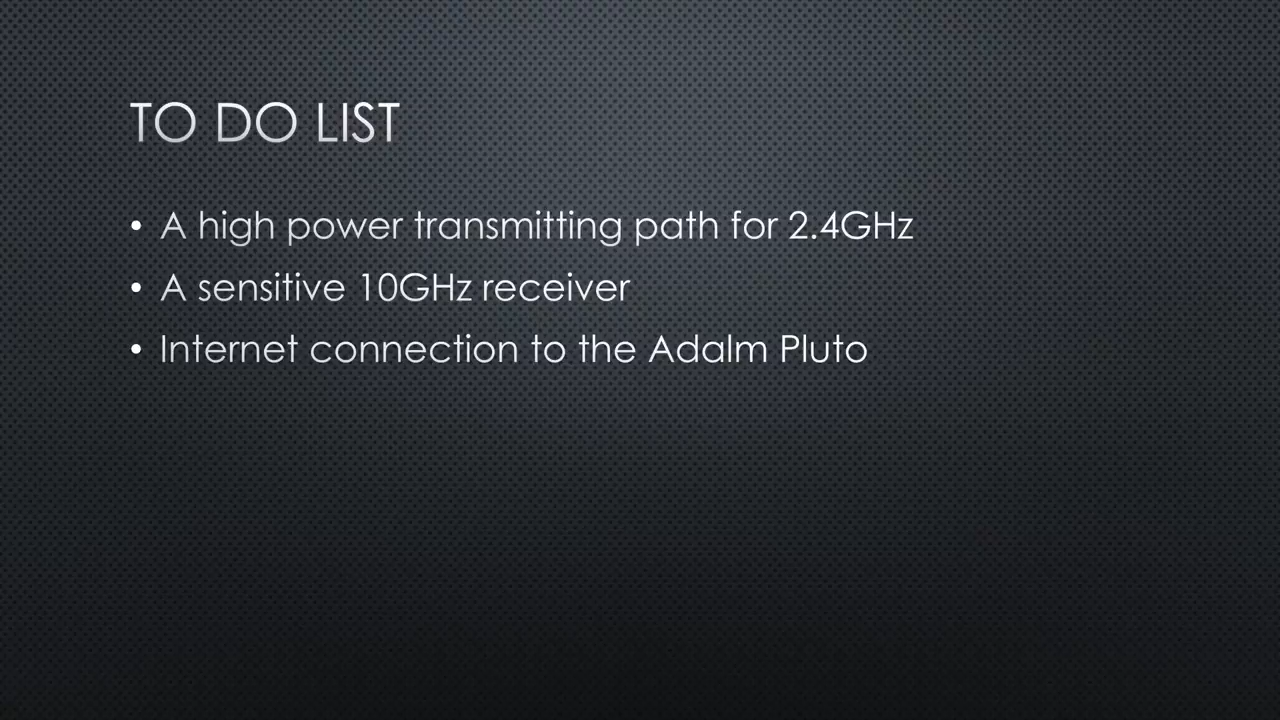 TO DO LIST
• A high power transmitting path for 2.4GHz
• A sensitive 10GHz receiver
• Internet connection to the Adalm Pluto